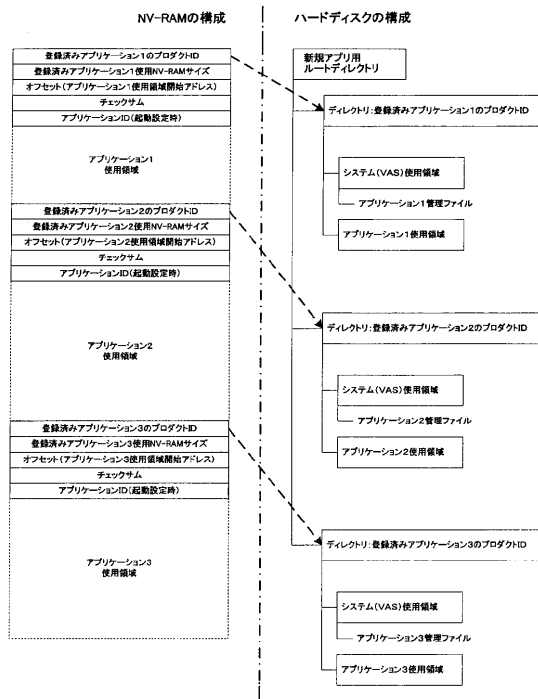 NV-RAMの構成
登録済みアプリケーション1のプロダクトID
登録済みアプリケーション1使用NV-RAMサイズ
オフセット(アプリケーション1使用領域開始アドレス)
チェックサム
アプリケーションID(起動設定時)
アプリケーション1
使用領域
登録済みアプリケーション2のプロダクトID
登録済みアプリケーション2使用NV-RAMサイズ
オフセット(アプリケーション2使用領域開始アドレス)
チェックサム
アプリケーションID(起動設定時)
アプリケーション2
使用領域
登録済みアプリケーション3のプロダクトID
登録済みアプリケーション3使用NV-RAMサイズ
オフセット(アプリケーション3使用領域開始アドレス)
チェックサム
アプリケーションID(起動設定時)
アプリケーション3
使用領域
ハードディスクの構成
新規アプリ用
ルートディレクトリ
ディレクトリ:登録済みアプリケーション1のプロダクトID
システム(VAS)使用領域
アプリケーション1管理ファイル
アプリケーション1使用領域
ディレクトリ:登録済みアプリケーション2のプロダクトID
システム(VAS)使用領域
アプリケーション2管理ファイル
アプリケーション2使用領域
ディレクトリ:登録済みアプリケーション3のプロダクトID
システム(VAS)使用領域
アプリケーション3管理ファイル
アプリケーション3使用領域